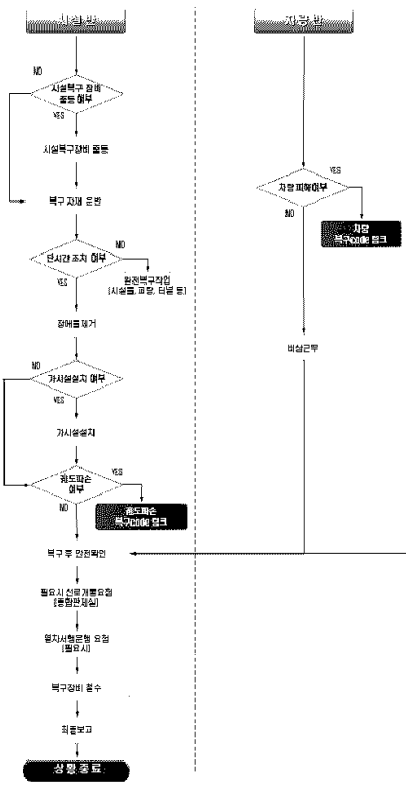 시설반
차량반
NO
시설복구 장비
출동 여부
YES
시설복구장비 출동
복구 자재 운반
단시간 조치 여부
NO
YES
완전복구작업
(시설물, 교량, 터널 등)
장애물제거
NO
가시설설치 여부
YES
가시설설치
궤도파손
여부
YES
NO
궤도파손
복구code 링크
차량 피해여부
YES
NO
차량
복구code 링크
비상근무
복구 후 안전확인
필요시 선로개통요청
(종합관제실)
열차서행운행 요청
(필요시)
복구장비 철수
최종보고
상황종료